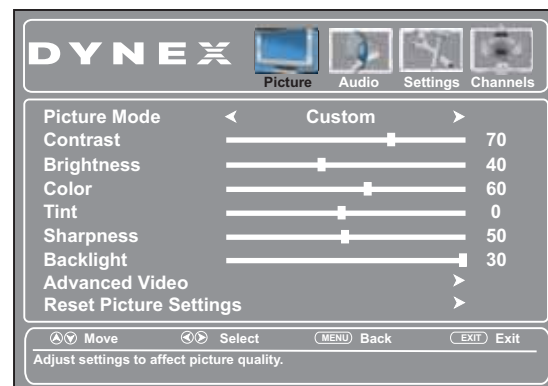 DYNEX
Picture Audio Settings Channels
Picture Mode Custom
Contrast 70
Brightness 40
Color 60
Tint 0
Sharpness 50
Backlight 30
Advanced Video
Reset Picture Settings
Move Select MENU Back EXIT Exit
Adjust settings to affect picture quality.